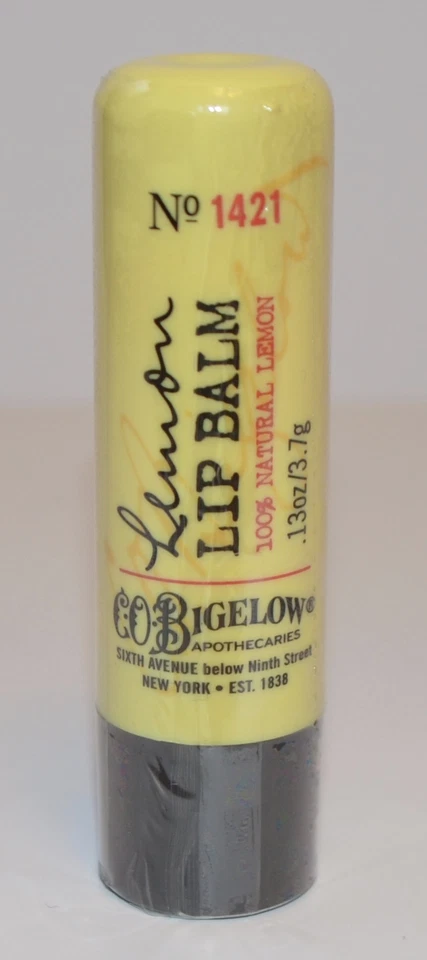 Nº 1421
Lemon
LIP BALM
100% NATURAL LEMON
.13oz/3.7g
C.O. BIGELOW®
APOTHECARIES
SIXTH AVENUE below Ninth Street
NEW YORK • EST. 1838